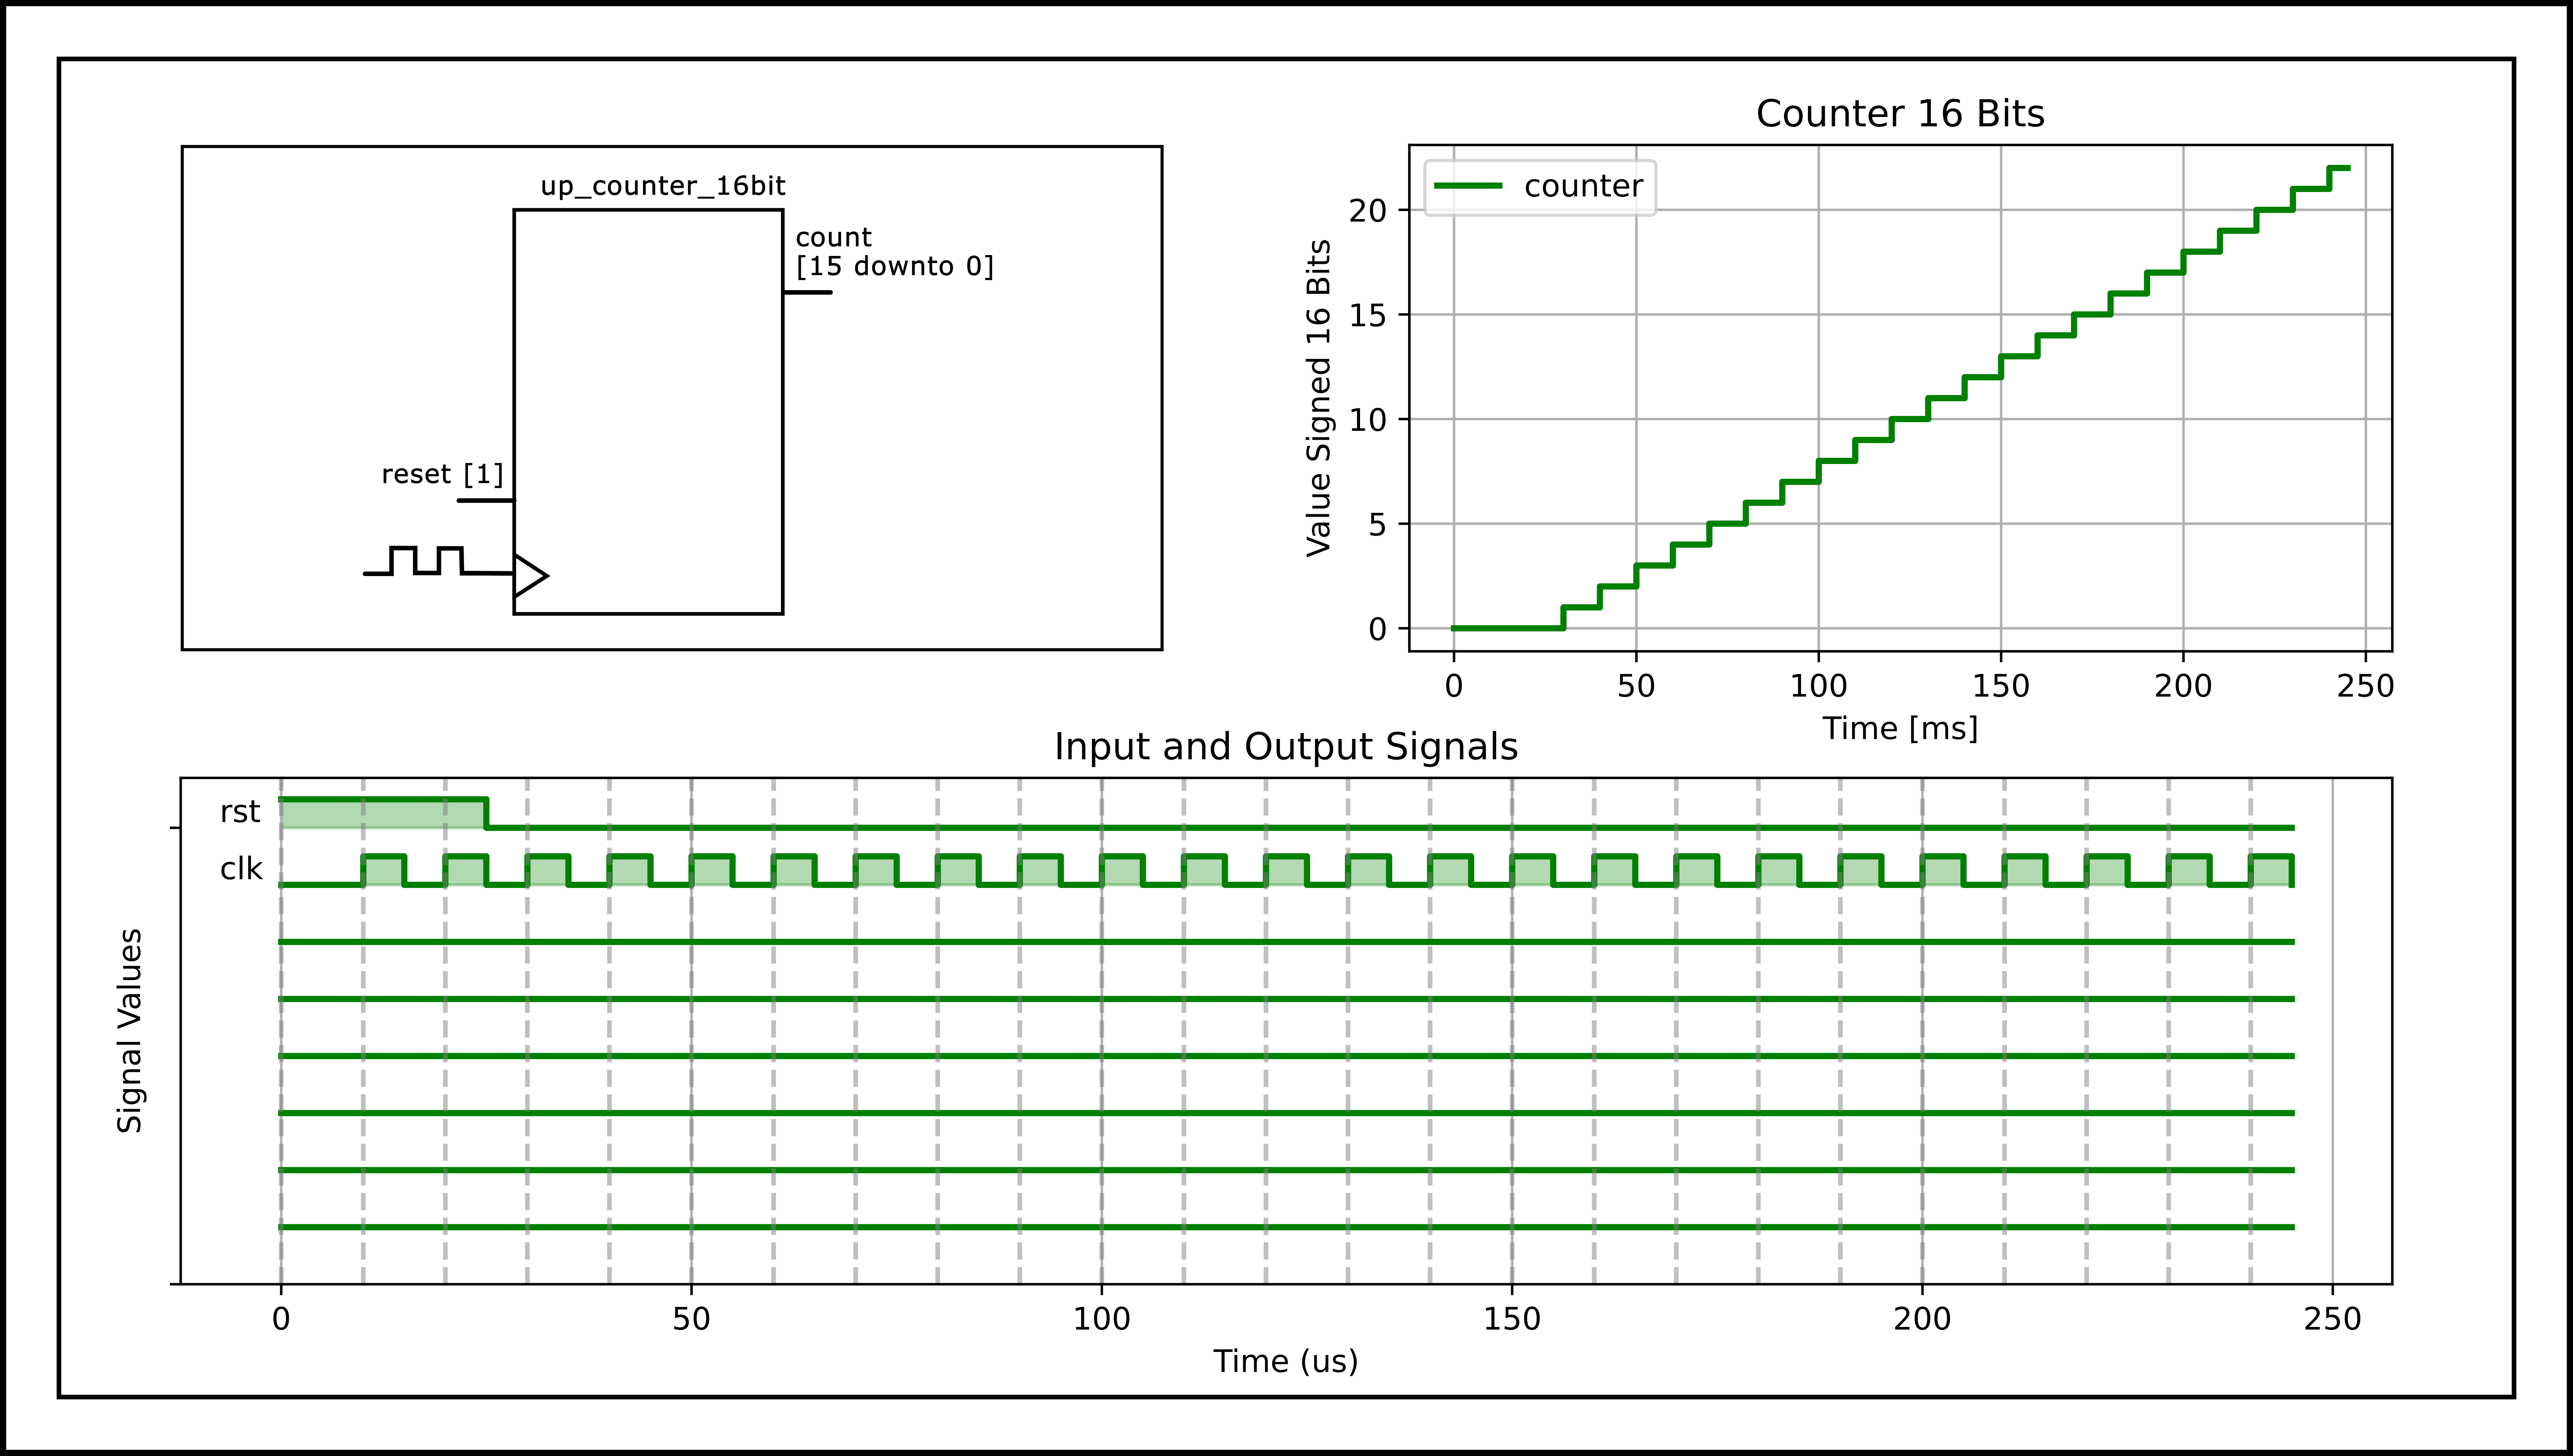 up_counter_16bit
count
[15 downto 0]
reset [1]
Counter 16 Bits
counter
Value Signed 16 Bits
20
15
10
5
0
0 50 100 150 200 250
Time [ms]
Input and Output Signals
rst
clk
Signal Values
0 50 100 150 200 250
Time (us)